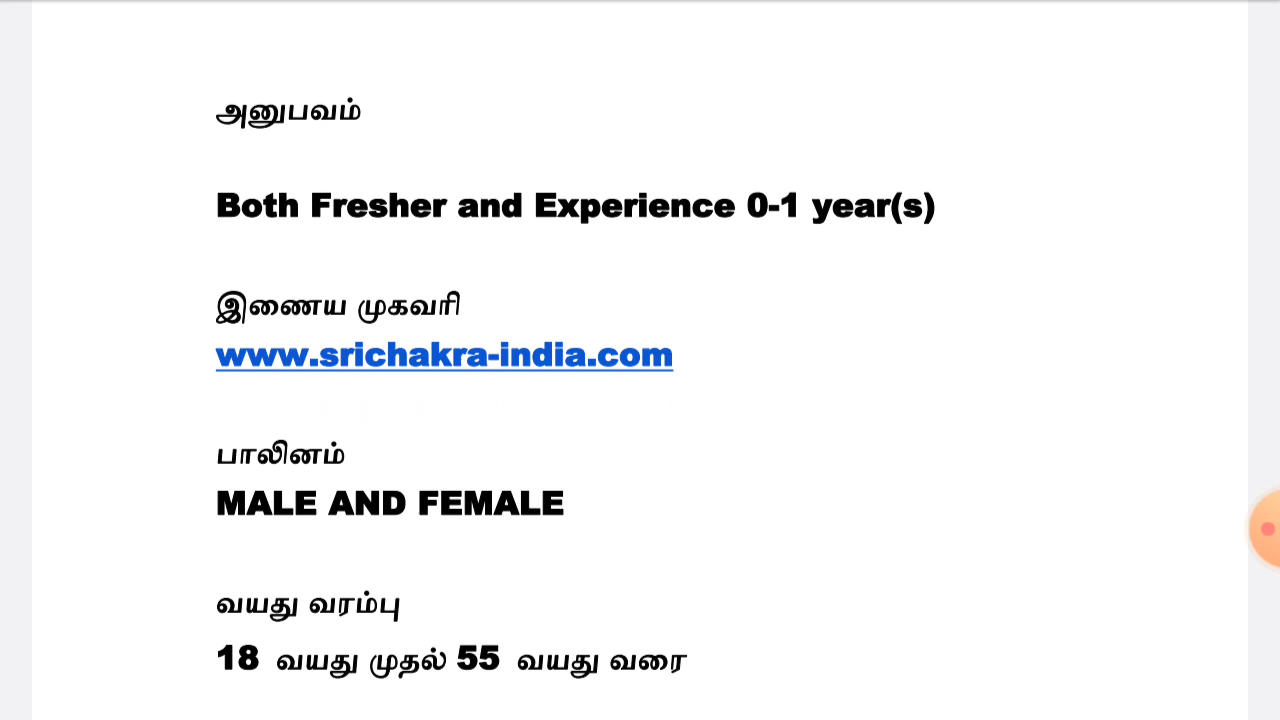 அனுபவம்
Both Fresher and Experience 0-1 year(s)
இணைய முகவரி
www.srichakra-india.com
பாலினம்
MALE AND FEMALE
வயது வரம்பு
18 வயது முதல் 55 வயது வரை